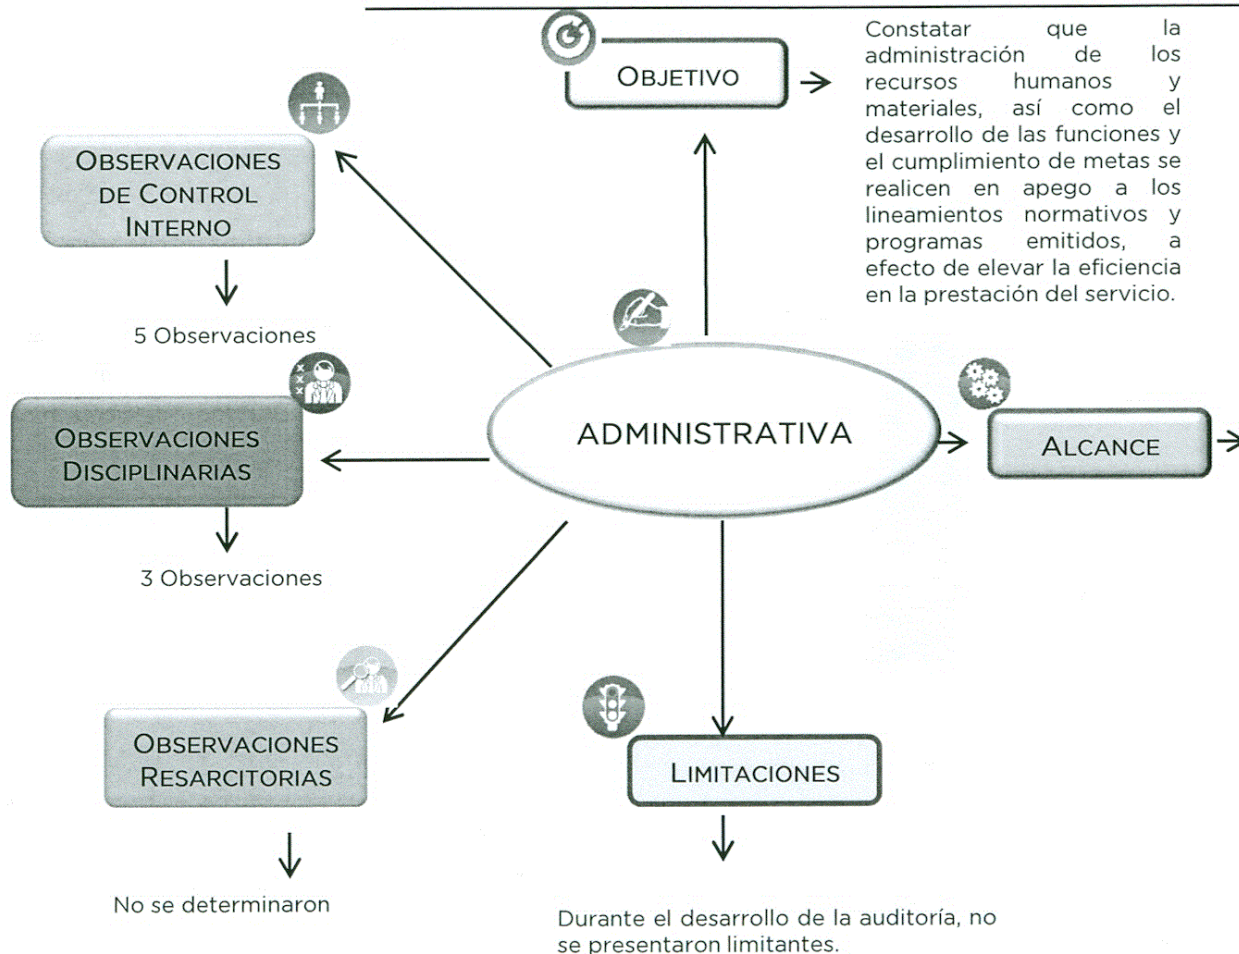 OBJETIVO
Constatar que la
administración de los
recursos humanos y
materiales, así como el
desarrollo de las funciones y
el cumplimiento de metas se
realicen en apego a los
lineamientos normativos y
programas emitidos, a
efecto de elevar la eficiencia
en la prestación del servicio.
OBSERVACIONES
DE CONTROL
INTERNO
5 Observaciones
OBSERVACIONES
DISCIPLINARIAS
3 Observaciones
ADMINISTRATIVA
ALCANCE
OBSERVACIONES
RESARCITORIAS
No se determinaron
LIMITACIONES
Durante el desarrollo de la auditoría, no
se presentaron limitantes.